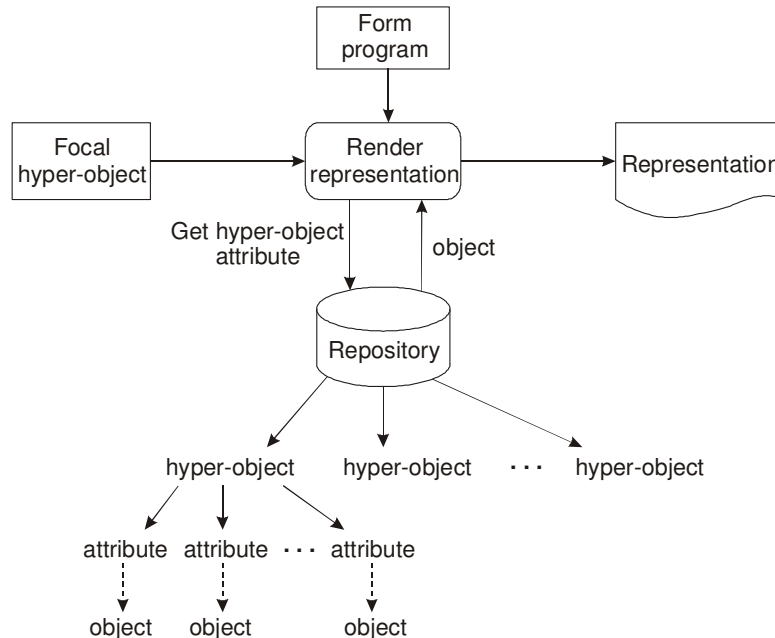 Form
program
Focal
hyper-object
Render
representation
Representation
Get hyper-object
attribute
object
Repository
hyper-object
hyper-object
. . .
hyper-object
attribute
attribute
. . .
attribute
object
object
object